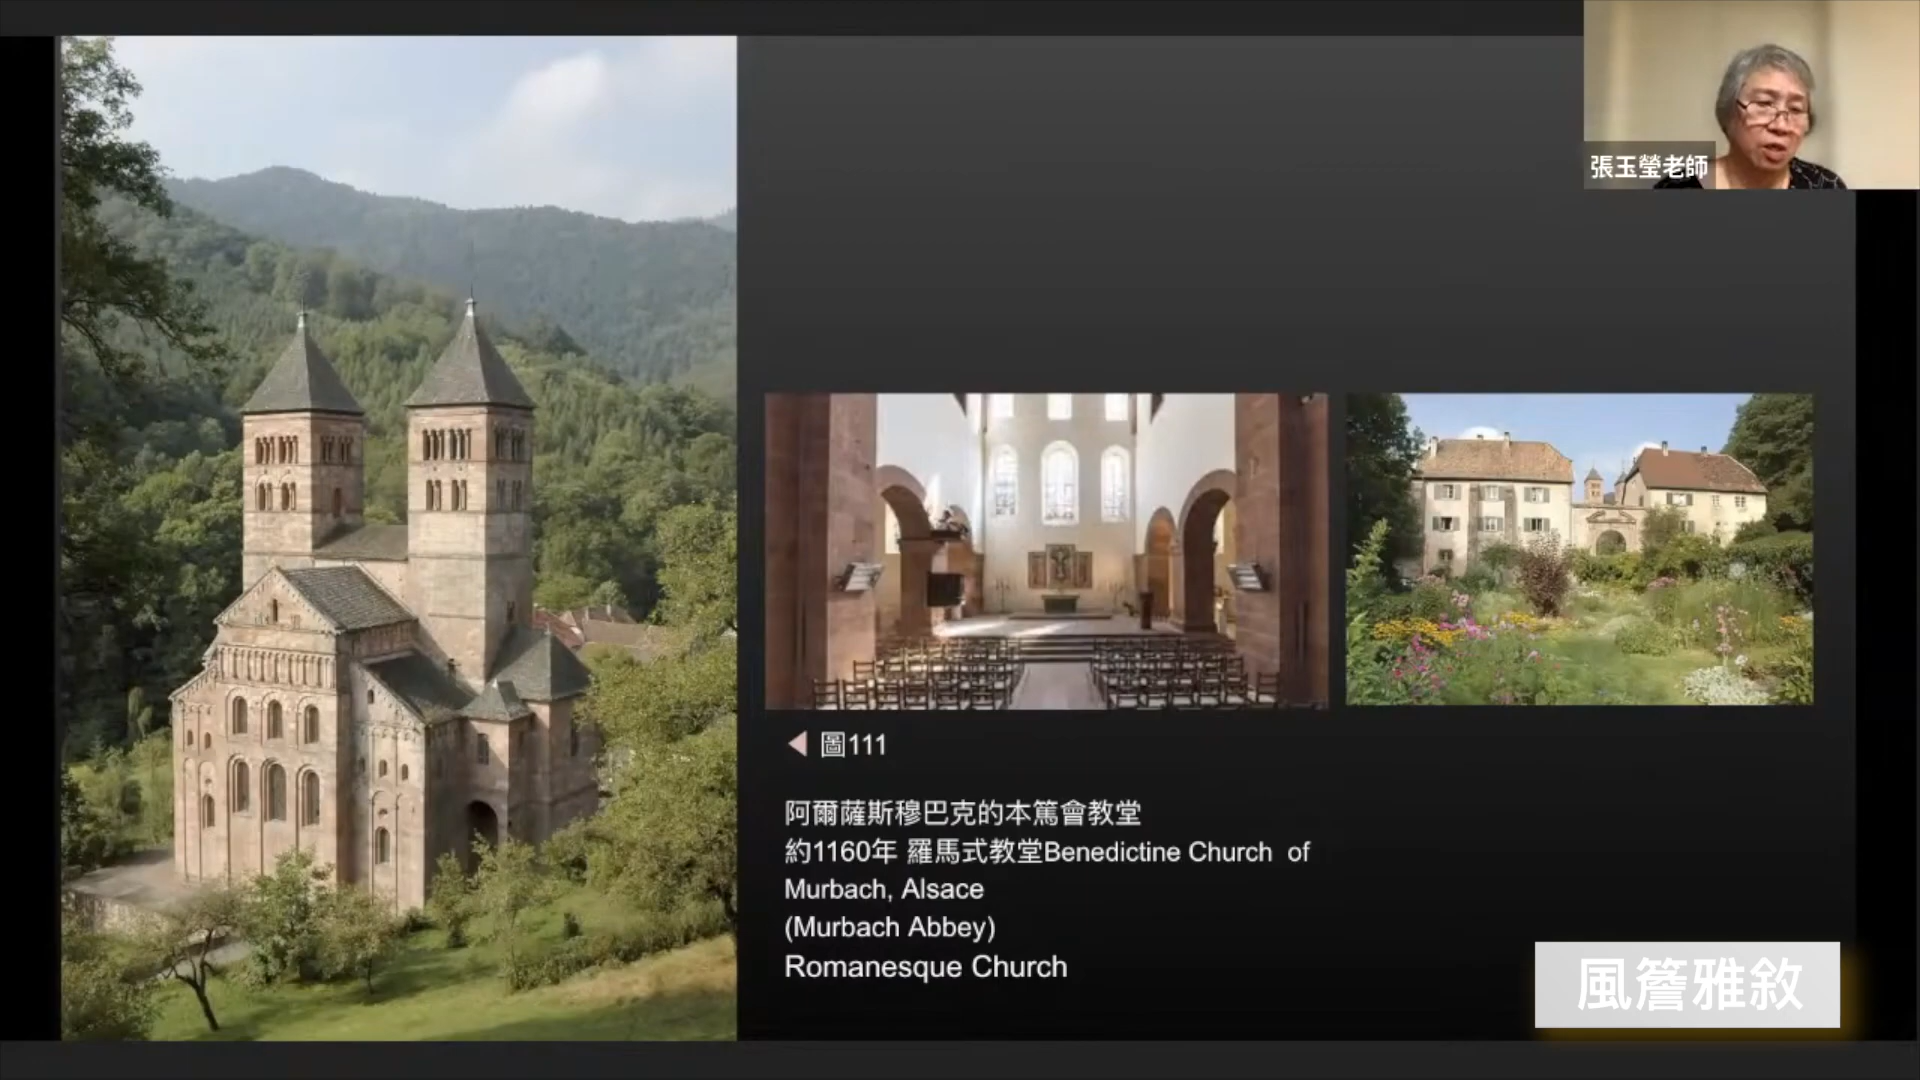 張玉瑩老師
圖111
阿爾薩斯穆巴克的本篤會教堂
約1160年 羅馬式教堂Benedictine Church of
Murbach, Alsace
(Murbach Abbey)
Romanesque Church
風簷雅敘